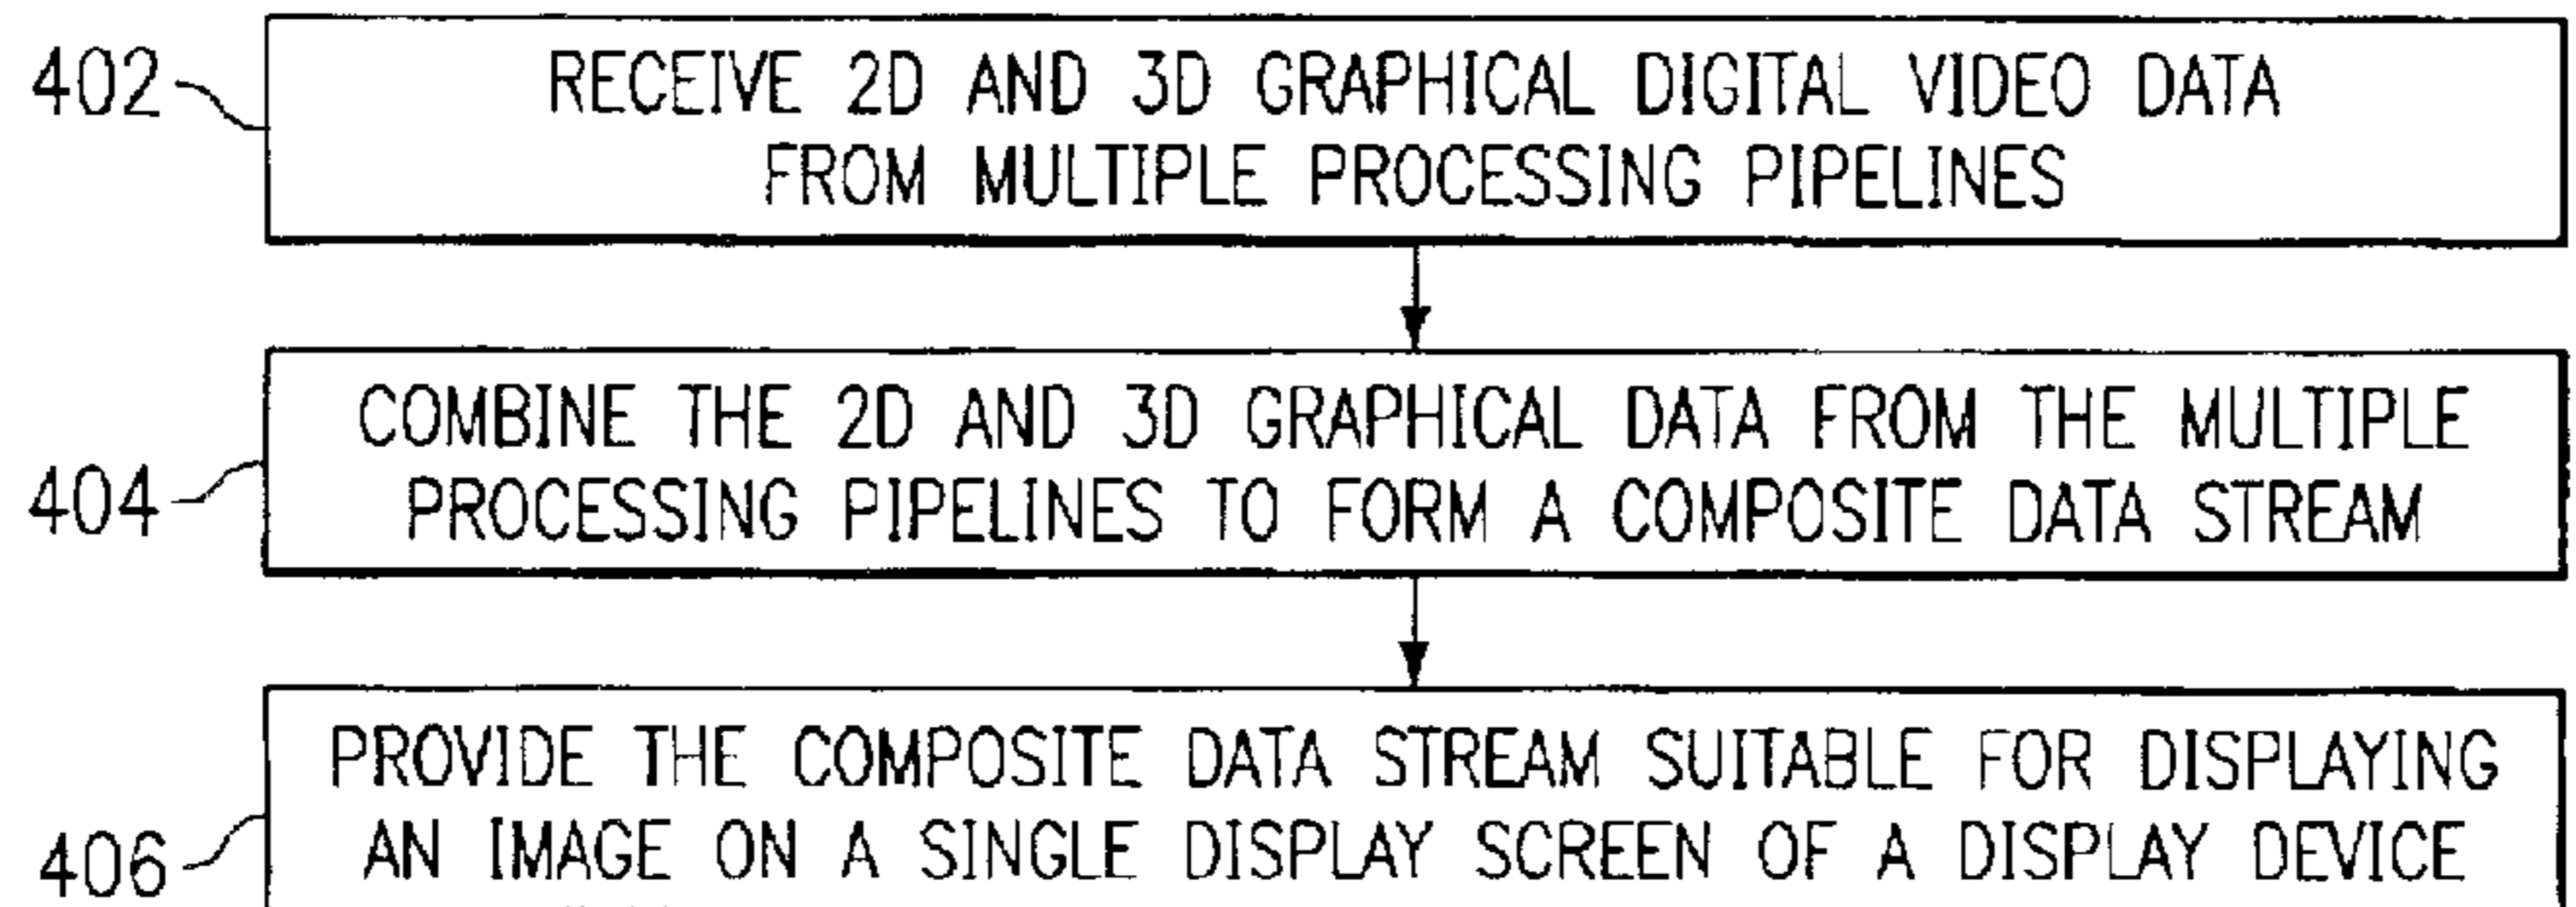 402
RECEIVE 2D AND 3D GRAPHICAL DIGITAL VIDEO DATA
FROM MULTIPLE PROCESSING PIPELINES
404
COMBINE THE 2D AND 3D GRAPHICAL DATA FROM THE MULTIPLE
PROCESSING PIPELINES TO FORM A COMPOSITE DATA STREAM
406
PROVIDE THE COMPOSITE DATA STREAM SUITABLE FOR DISPLAYING
AN IMAGE ON A SINGLE DISPLAY SCREEN OF A DISPLAY DEVICE